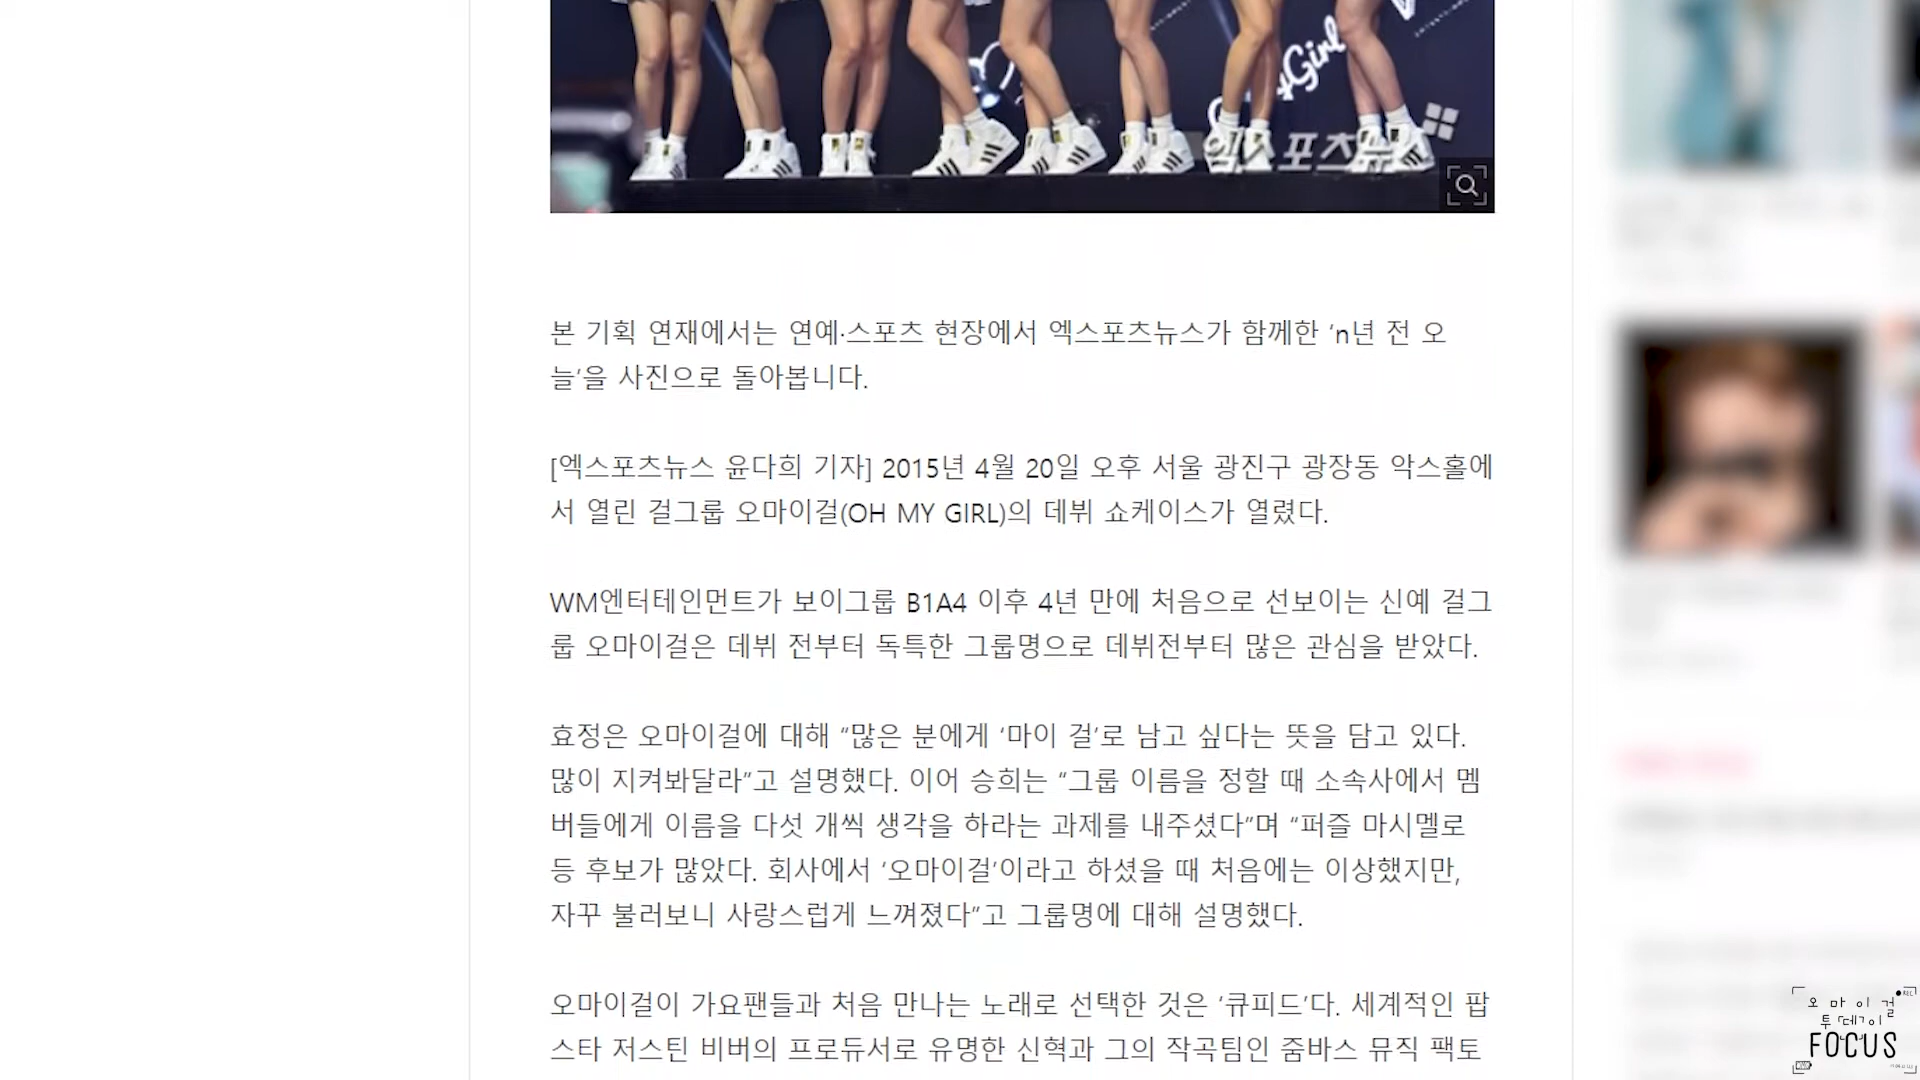 Girl
엑스포츠뉴스
본 기획 연재에서는 연예·스포츠 현장에서 엑스포츠뉴스가 함께한 'n년 전 오
늘'을 사진으로 돌아봅니다.
[엑스포츠뉴스 윤다희 기자] 2015년 4월 20일 오후 서울 광진구 광장동 악스홀에
서 열린 걸그룹 오마이걸(OH MY GIRL)의 데뷔 쇼케이스가 열렸다.
WM엔터테인먼트가 보이그룹 B1A4 이후 4년 만에 처음으로 선보이는 신예 걸그
룹 오마이걸은 데뷔 전부터 독특한 그룹명으로 데뷔전부터 많은 관심을 받았다.
효정은 오마이걸에 대해 “많은 분에게 ‘마이 걸’로 남고 싶다는 뜻을 담고 있다.
많이 지켜봐달라”고 설명했다. 이어 승희는 “그룹 이름을 정할 때 소속사에서 멤
버들에게 이름을 다섯 개씩 생각을 하라는 과제를 내주셨다”며 “퍼즐 마시멜로
등 후보가 많았다. 회사에서 ‘오마이걸’이라고 하셨을 때 처음에는 이상했지만,
자꾸 불러보니 사랑스럽게 느껴졌다”고 그룹명에 대해 설명했다.
오마이걸이 가요팬들과 처음 만나는 노래로 선택한 것은 ‘큐피드’다. 세계적인 팝
스타 저스틴 비버의 프로듀서로 유명한 신혁과 그의 작곡팀인 줌바스 뮤직 팩토
오마이걸
투데이
FOCUS